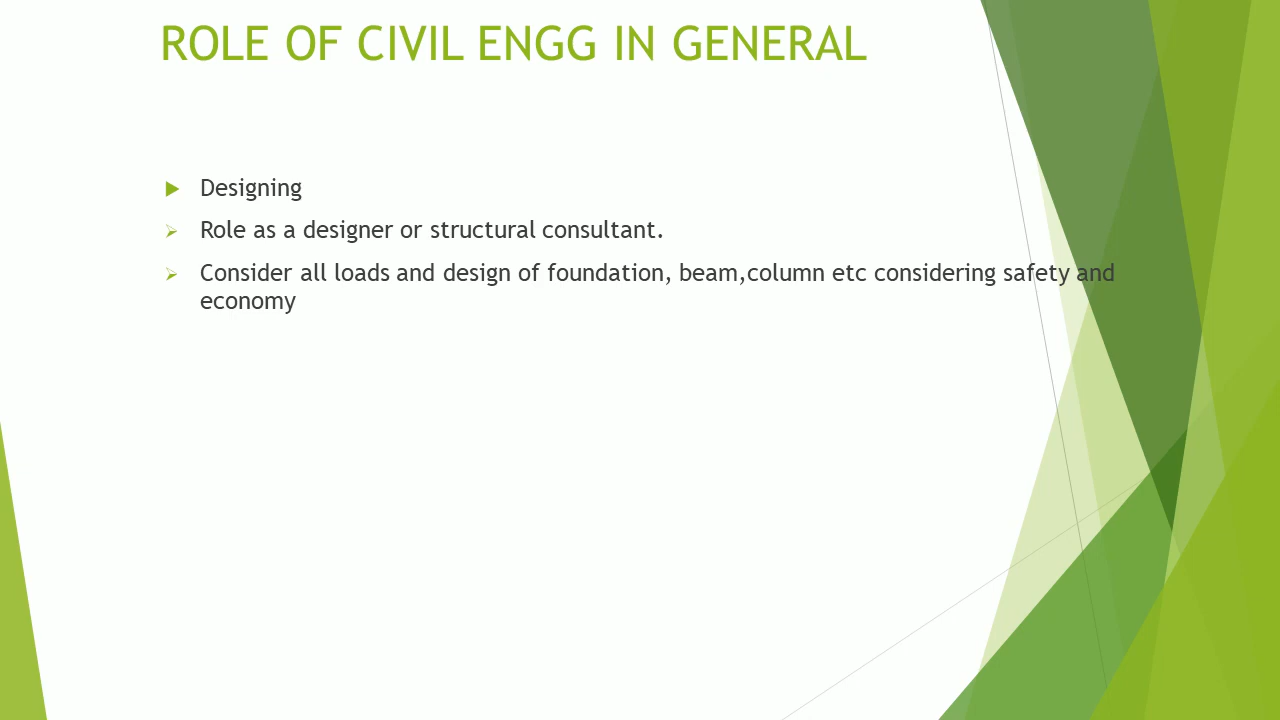 ROLE OF CIVIL ENGG IN GENERAL
Designing
Role as a designer or structural consultant.
Consider all loads and design of foundation, beam,column etc considering safety and
economy